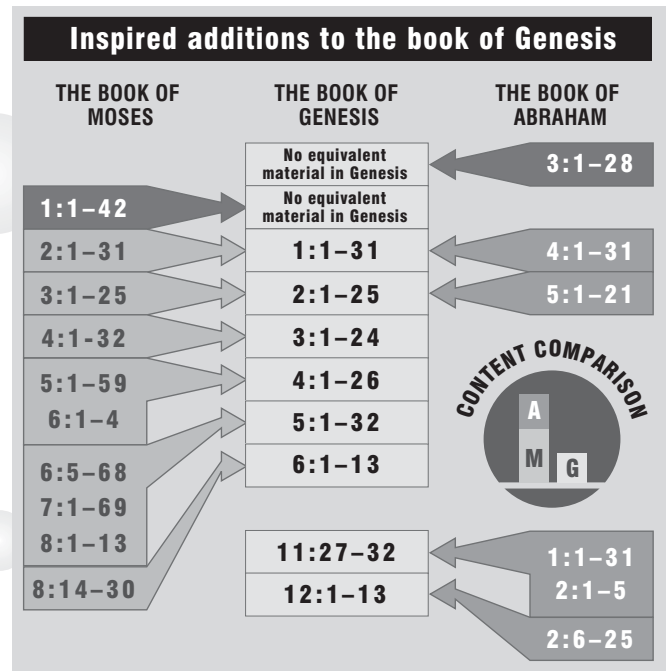 Inspired additions to the book of Genesis
THE BOOK OF
MOSES
THE BOOK OF
GENESIS
THE BOOK OF
ABRAHAM
No equivalent
material in Genesis
3:1–28
1:1–42
No equivalent
material in Genesis
2:1–31
1:1–31
4:1–31
3:1–25
2:1–25
5:1–21
4:1-32
3:1–24
5:1–59
6:1–4
4:1–26
5:1–32
6:1–13
CONTENT COMPARISON
A
M
G
6:5–68
7:1–69
8:1–13
8:14–30
11:27–32
12:1–13
1:1–31
2:1–5
2:6–25